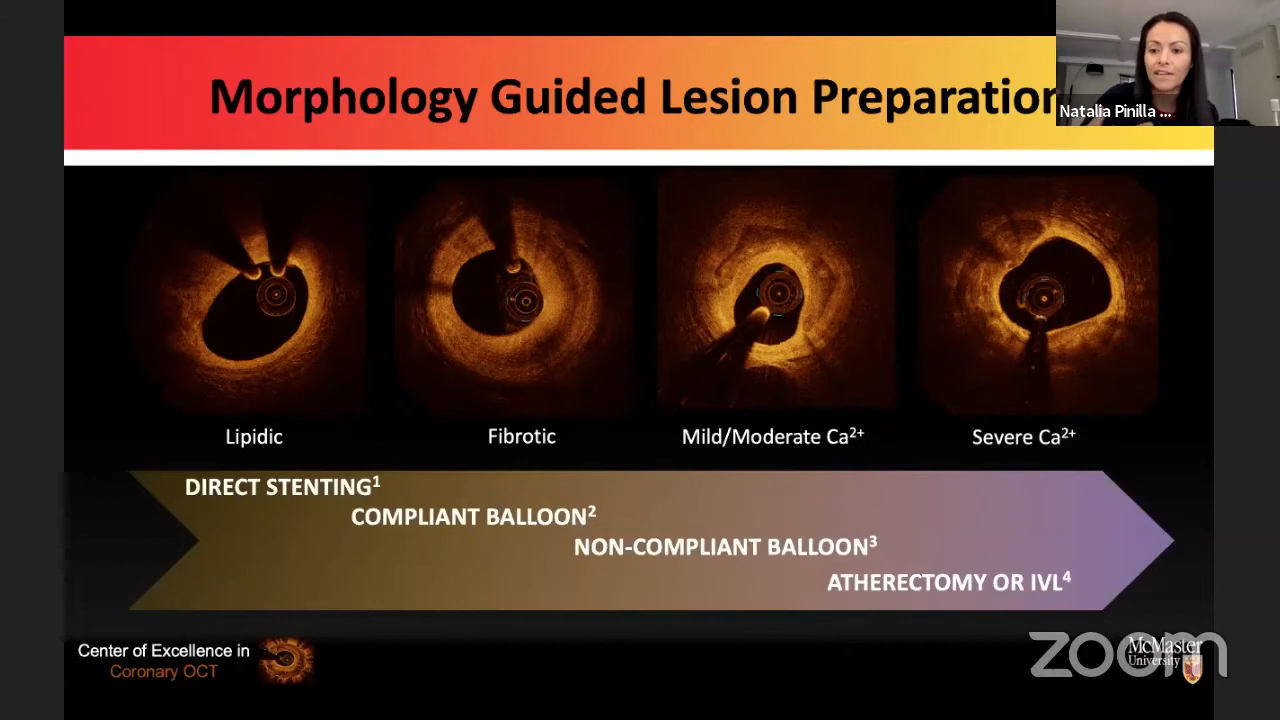 Morphology Guided Lesion Preparation
Natalia Pinilla ...
Lipidic
Fibrotic
Mild/Moderate Ca²⁺
Severe Ca²⁺
DIRECT STENTING¹
COMPLIANT BALLOON²
NON-COMPLIANT BALLOON³
ATHERECTOMY OR IVL⁴
Center of Excellence in
Coronary OCT
zoom
McMaster
University